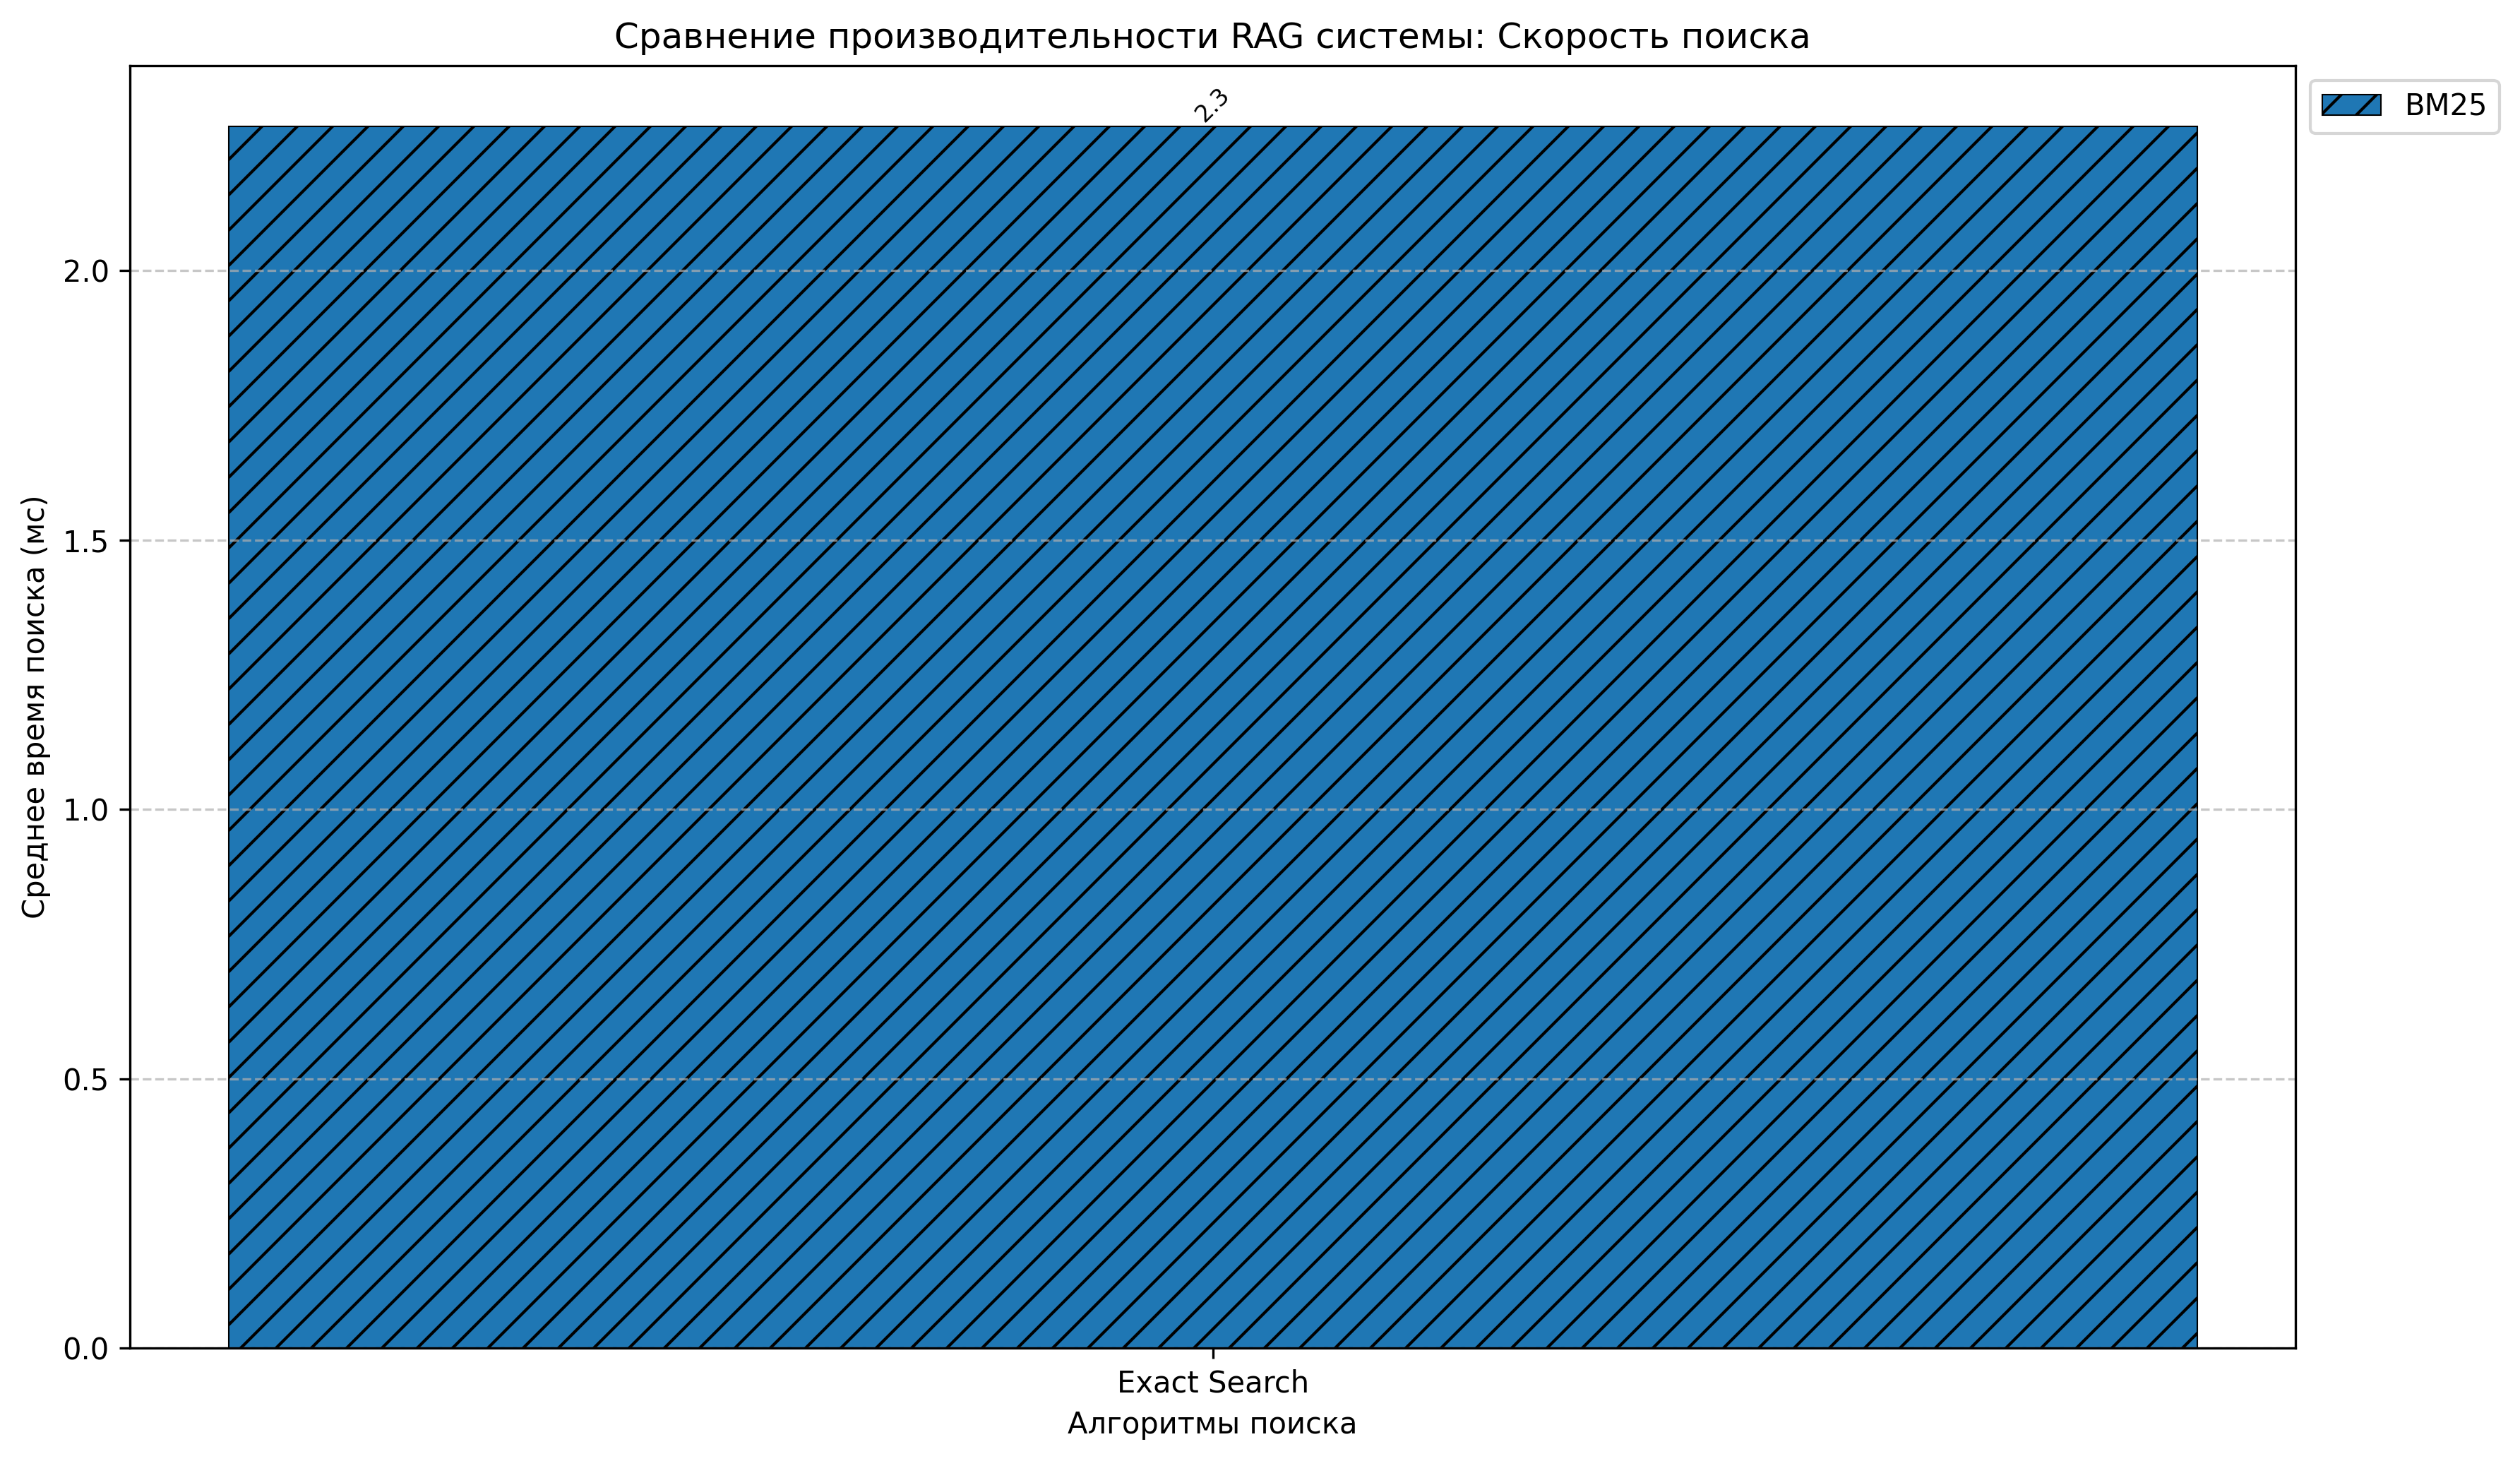 Сравнение производительности RAG системы: Скорость поиска
2.3
BM25
Среднее время поиска (мс)
2.0
1.5
1.0
0.5
0.0
Exact Search
Алгоритмы поиска